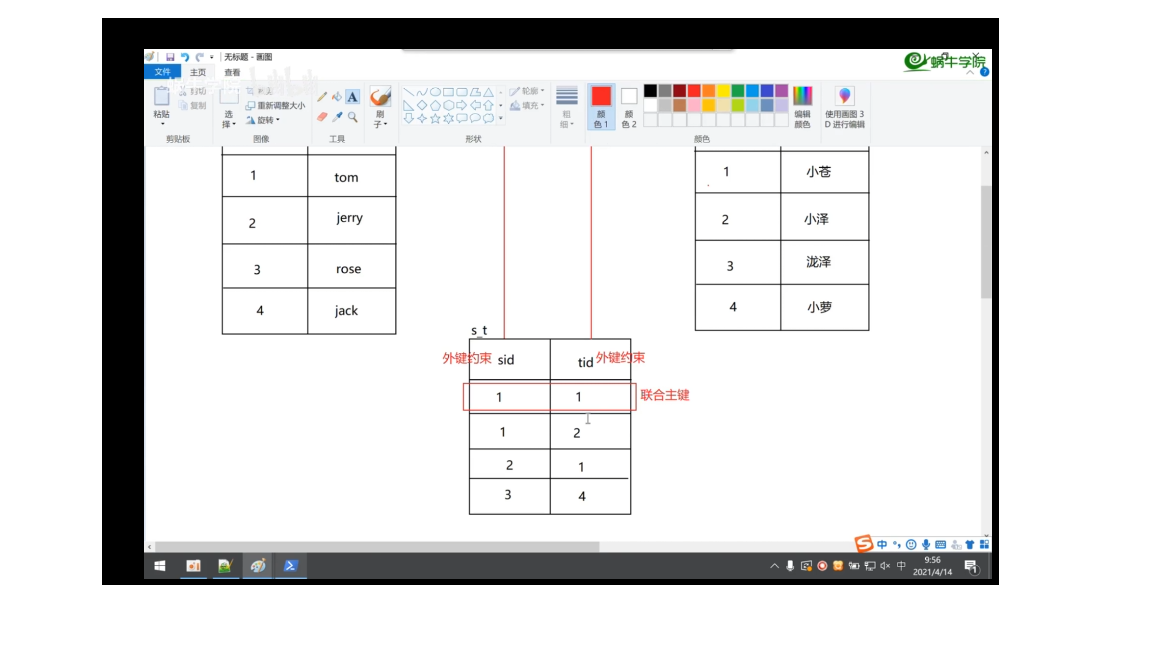 无标题 - 画图
蜗牛学院
文件 主页 查看
剪切
粘贴 复制
剪贴板
选择
重新调整大小
旋转
图像
A
工具
刷子
轮廓
填充
形状
粗细
颜色 1
颜色 2
编辑颜色
使用画图 3D 进行编辑
颜色
1 tom
2 jerry
3 rose
4 jack
1 小苍
2 小泽
3 泷泽
4 小萝
s_t
外键约束 sid tid 外键约束
1 1 联合主键
1 2
2 1
3 4
S 中
中 9:56
2021/4/14
1